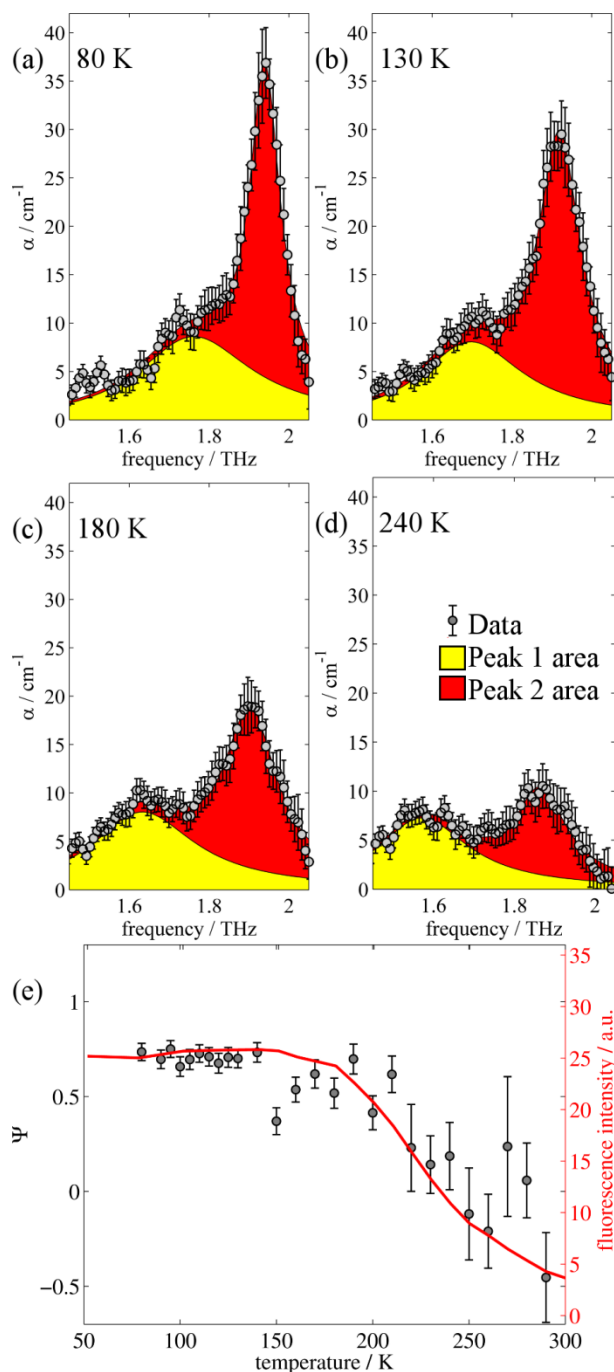 (a) 80 K
40
35
30
25
20
15
10
5
0
α / cm⁻¹
1.6 1.8 2
frequency / THz
(b) 130 K
40
35
30
25
20
15
10
5
0
α / cm⁻¹
1.6 1.8 2
frequency / THz
(c) 180 K
40
35
30
25
20
15
10
5
0
α / cm⁻¹
1.6 1.8 2
frequency / THz
(d) 240 K
40
35
30
25
20
15
10
5
0
α / cm⁻¹
Data
Peak 1 area
Peak 2 area
1.6 1.8 2
frequency / THz
(e)
1
0.5
0
−0.5
Ψ
35
30
25
20
15
10
5
0
fluorescence intensity / a.u.
50 100 150 200 250 300
temperature / K